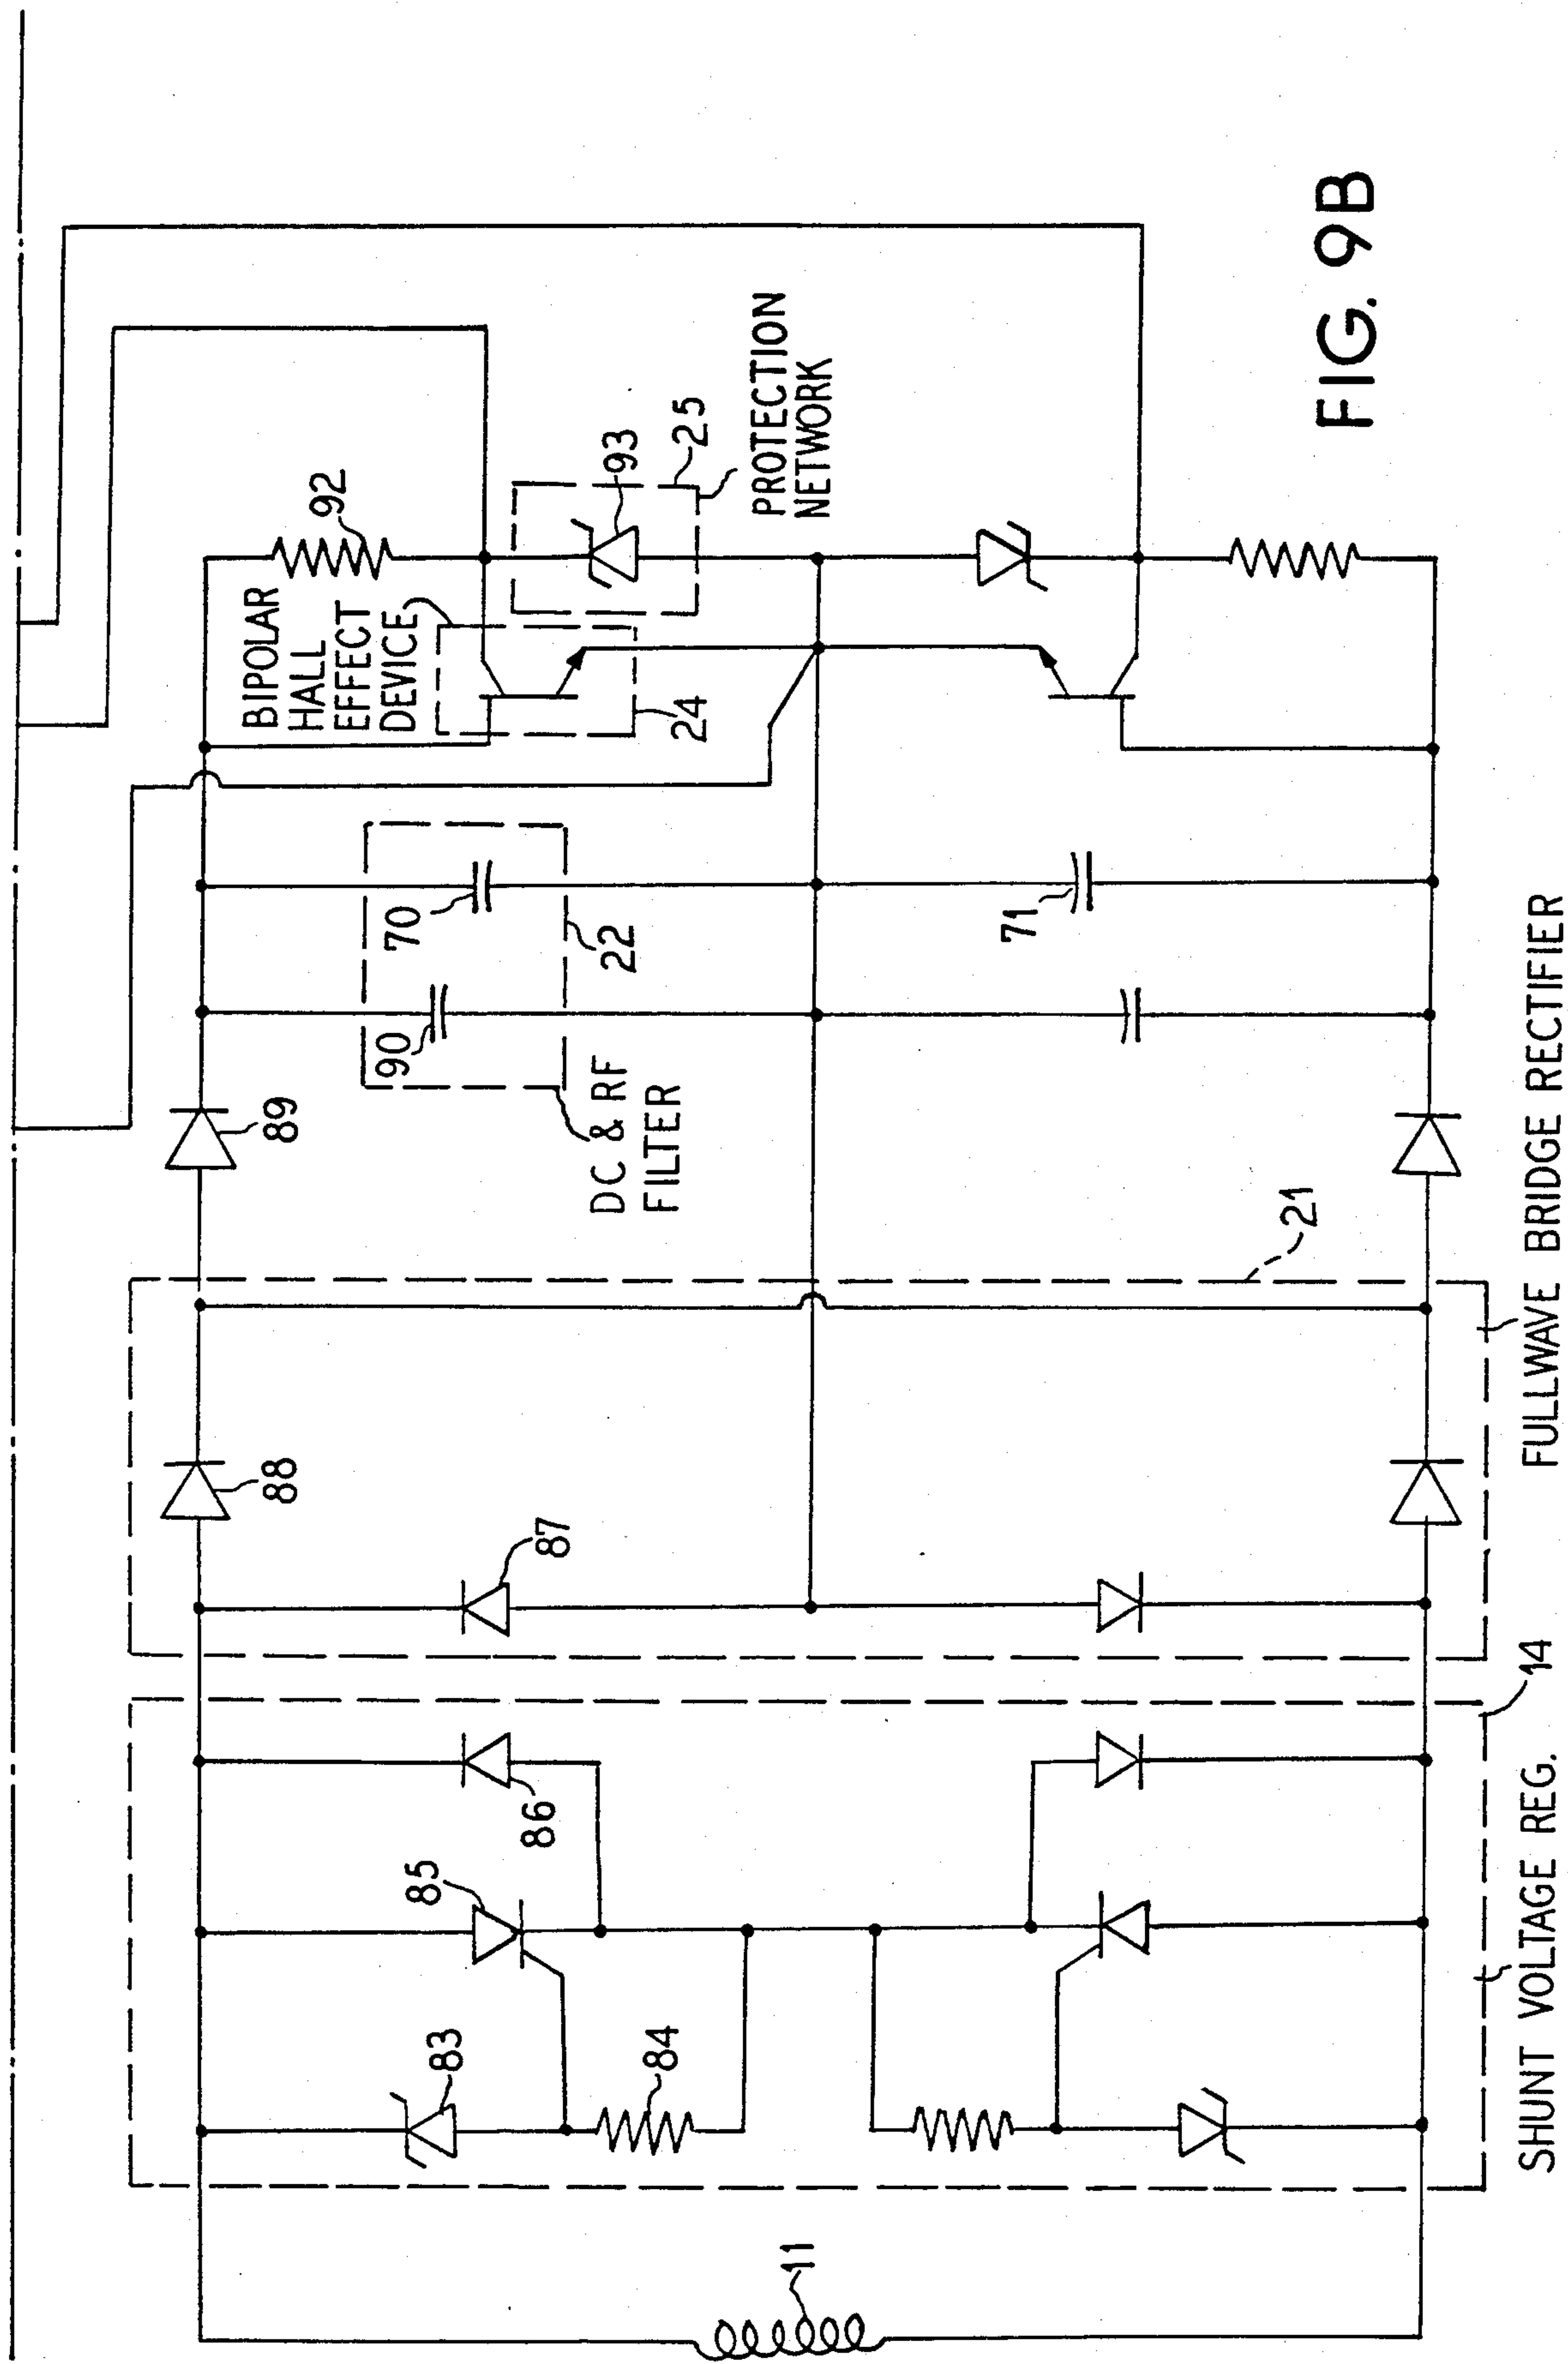 FIG. 9B
92
BIPOLAR
HALL
EFFECT
DEVICE
24
93
25
PROTECTION
NETWORK
70
90
22
DC & RF
FILTER
71
89
88
87
21
FULLWAVE BRIDGE RECTIFIER
86
85
83
84
14
SHUNT VOLTAGE REG.
11